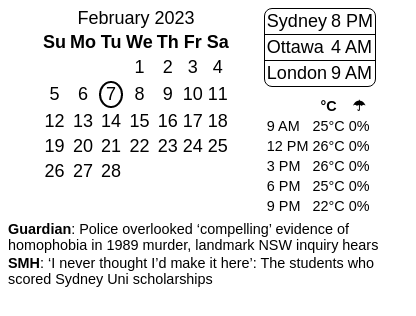 February 2023
Su Mo Tu We Th Fr Sa
1 2 3 4
5 6 7 8 9 10 11
12 13 14 15 16 17 18
19 20 21 22 23 24 25
26 27 28
Sydney 8 PM
Ottawa 4 AM
London 9 AM
°C ☂
9 AM 25°C 0%
12 PM 26°C 0%
3 PM 26°C 0%
6 PM 25°C 0%
9 PM 22°C 0%
Guardian: Police overlooked ‘compelling’ evidence of
homophobia in 1989 murder, landmark NSW inquiry hears
SMH: ‘I never thought I’d make it here’: The students who
scored Sydney Uni scholarships